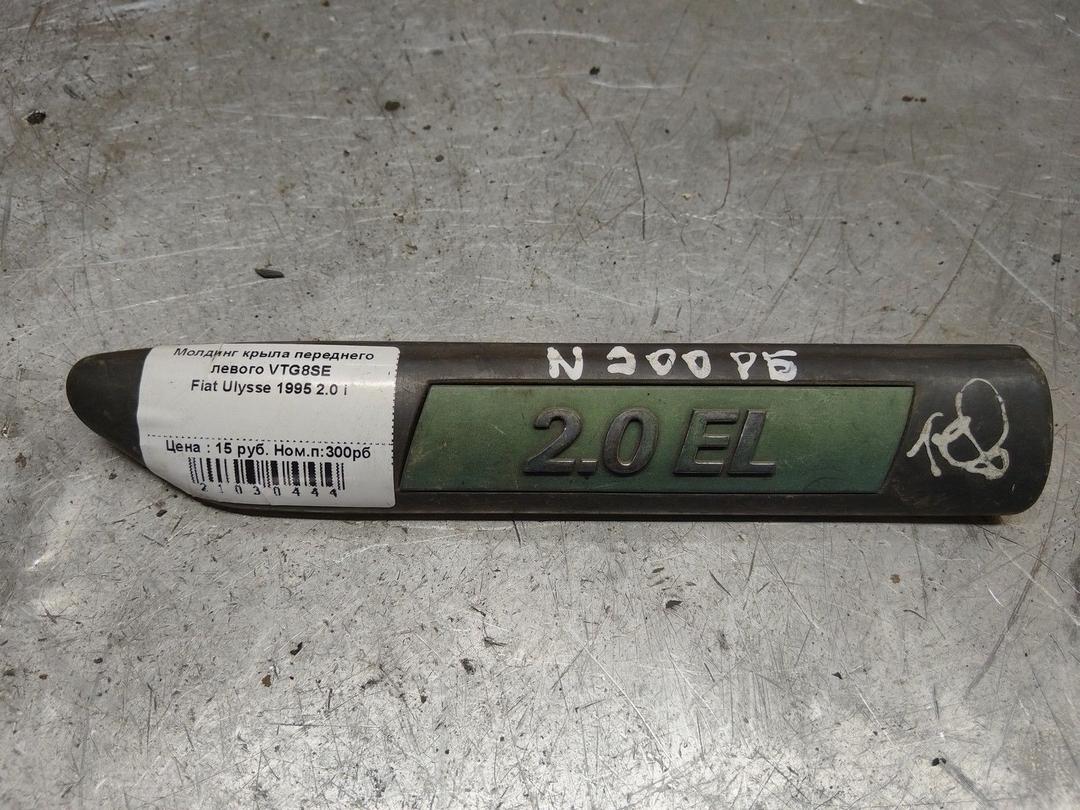 Молдинг крыла переднего
левого VTG8SE
Fiat Ulysse 1995 2.0 i
Цена : 15 руб. Ном.п:300рб
21030444
N 300 РБ
2.0 EL